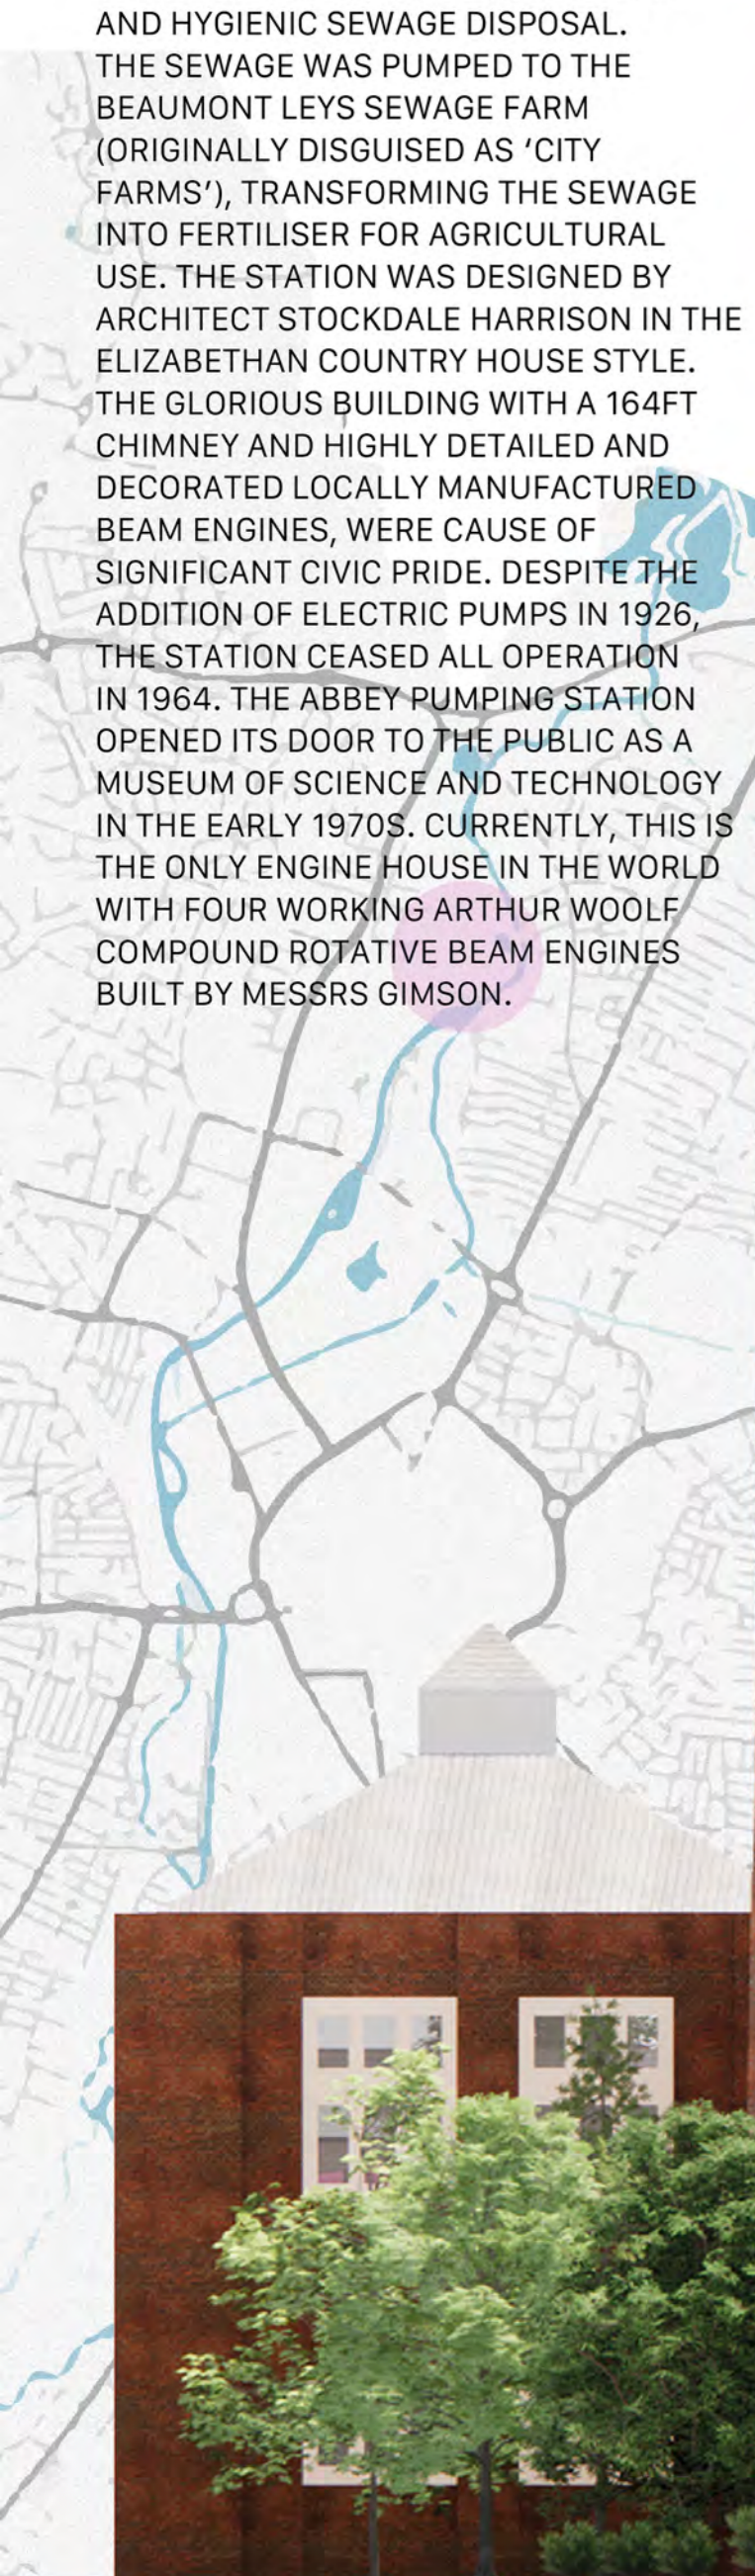 AND HYGIENIC SEWAGE DISPOSAL.
THE SEWAGE WAS PUMPED TO THE
BEAUMONT LEYS SEWAGE FARM
(ORIGINALLY DISGUISED AS ‘CITY
FARMS’), TRANSFORMING THE SEWAGE
INTO FERTILISER FOR AGRICULTURAL
USE. THE STATION WAS DESIGNED BY
ARCHITECT STOCKDALE HARRISON IN THE
ELIZABETHAN COUNTRY HOUSE STYLE.
THE GLORIOUS BUILDING WITH A 164FT
CHIMNEY AND HIGHLY DETAILED AND
DECORATED LOCALLY MANUFACTURED
BEAM ENGINES, WERE CAUSE OF
SIGNIFICANT CIVIC PRIDE. DESPITE THE
ADDITION OF ELECTRIC PUMPS IN 1926,
THE STATION CEASED ALL OPERATION
IN 1964. THE ABBEY PUMPING STATION
OPENED ITS DOOR TO THE PUBLIC AS A
MUSEUM OF SCIENCE AND TECHNOLOGY
IN THE EARLY 1970S. CURRENTLY, THIS IS
THE ONLY ENGINE HOUSE IN THE WORLD
WITH FOUR WORKING ARTHUR WOOLF
COMPOUND ROTATIVE BEAM ENGINES
BUILT BY MESSRS GIMSON.